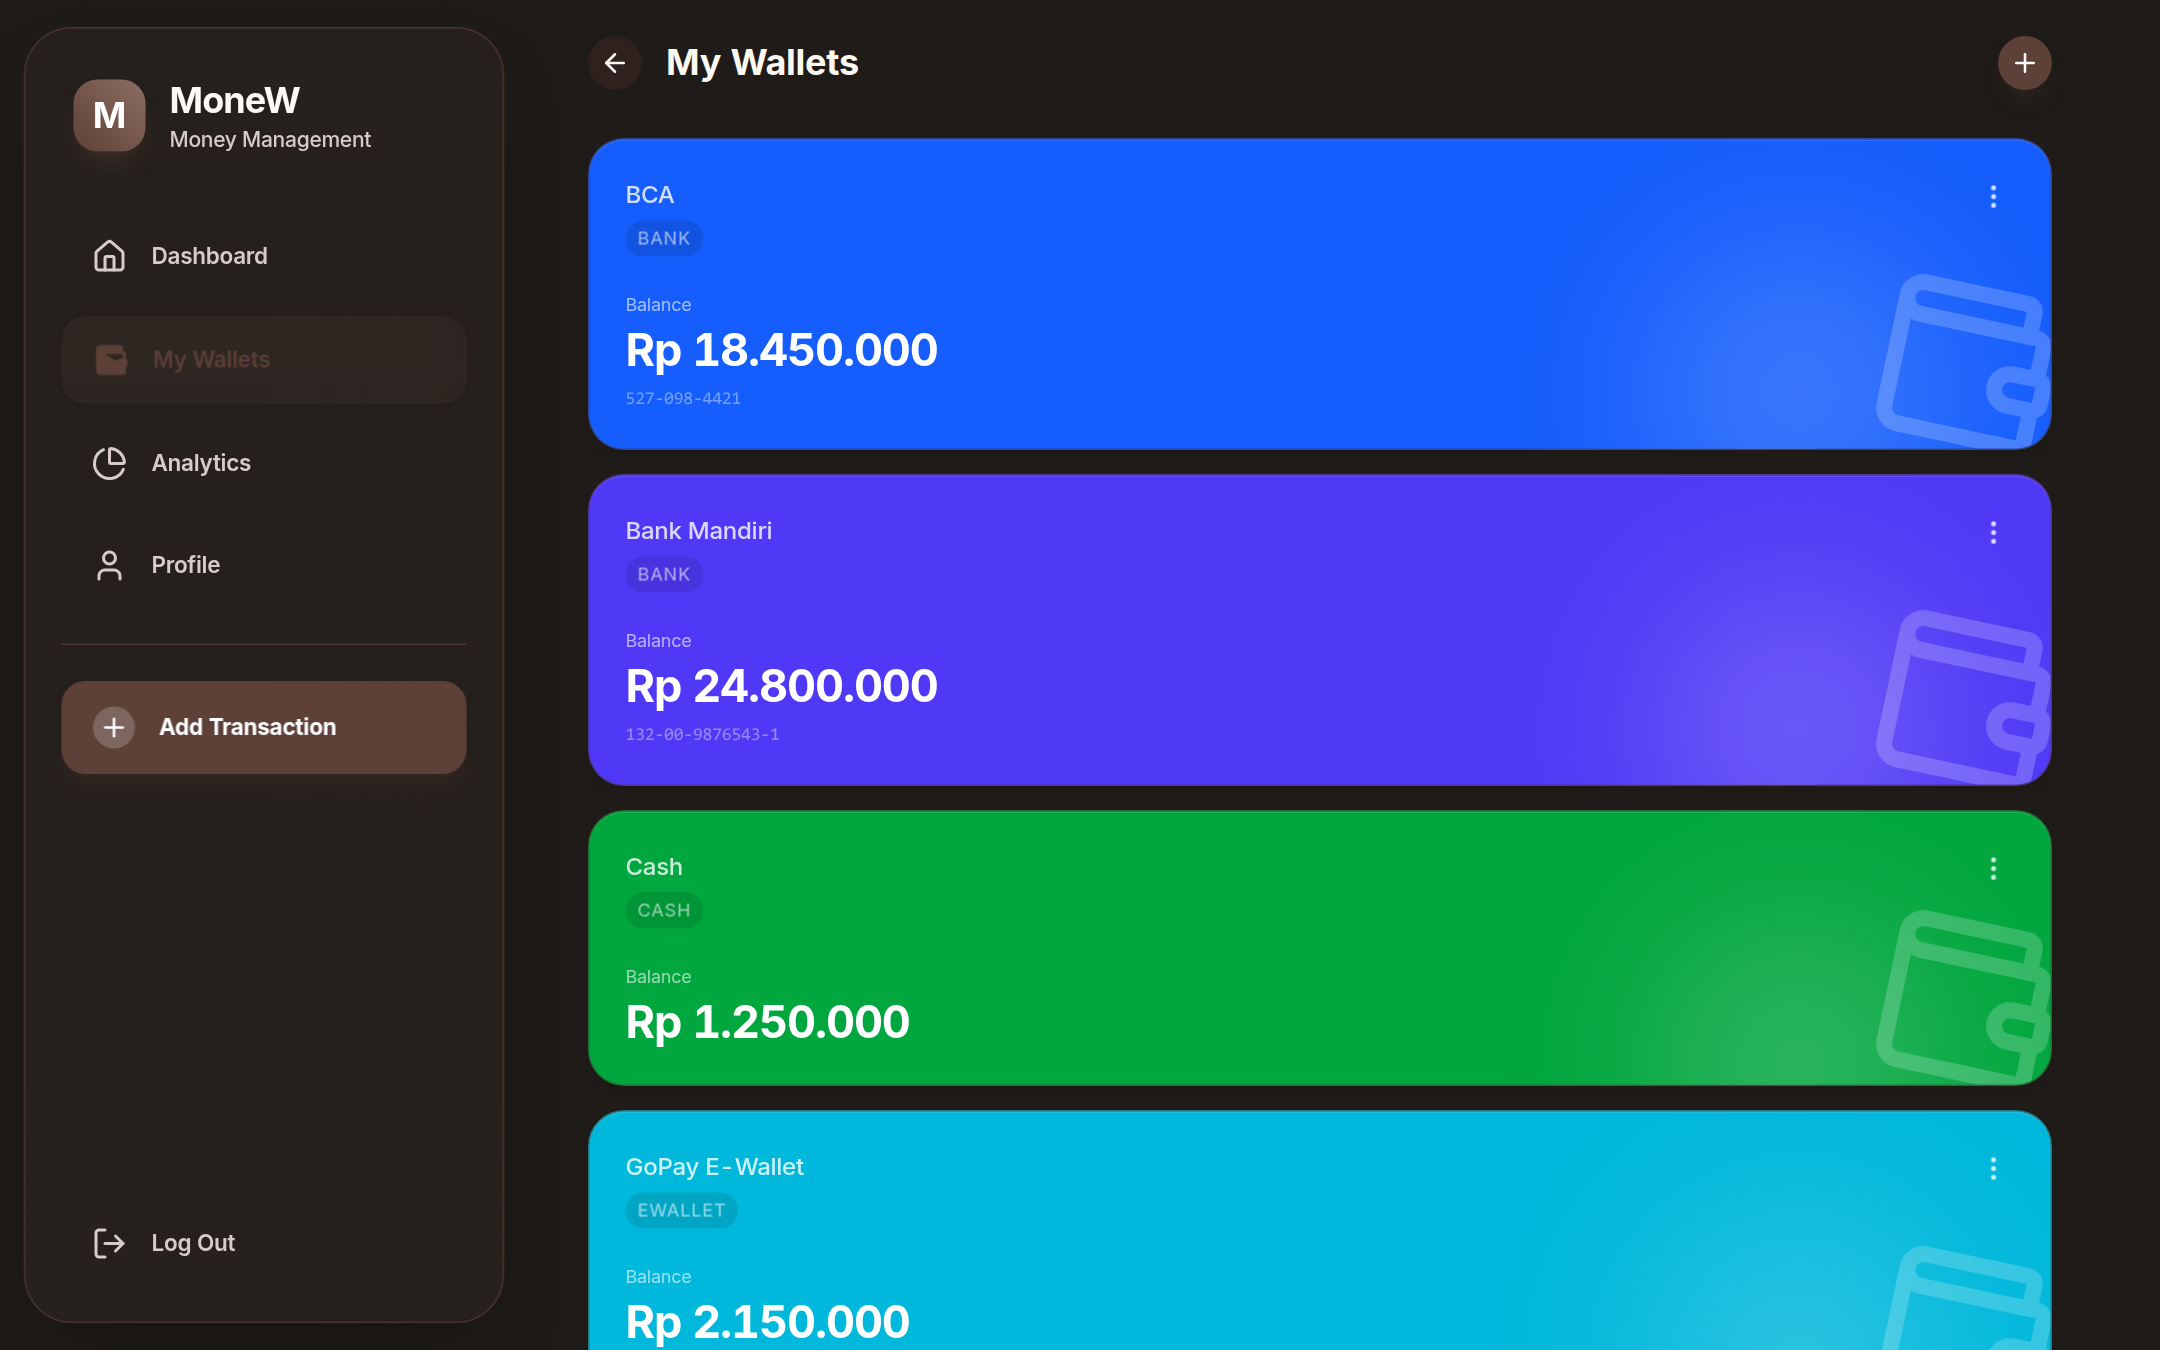 M
MoneW
Money Management
Dashboard
My Wallets
Analytics
Profile
Add Transaction
Log Out
My Wallets
BCA
BANK
Balance
Rp 18.450.000
527-098-4421
Bank Mandiri
BANK
Balance
Rp 24.800.000
132-00-9876543-1
Cash
CASH
Balance
Rp 1.250.000
GoPay E-Wallet
EWALLET
Balance
Rp 2.150.000